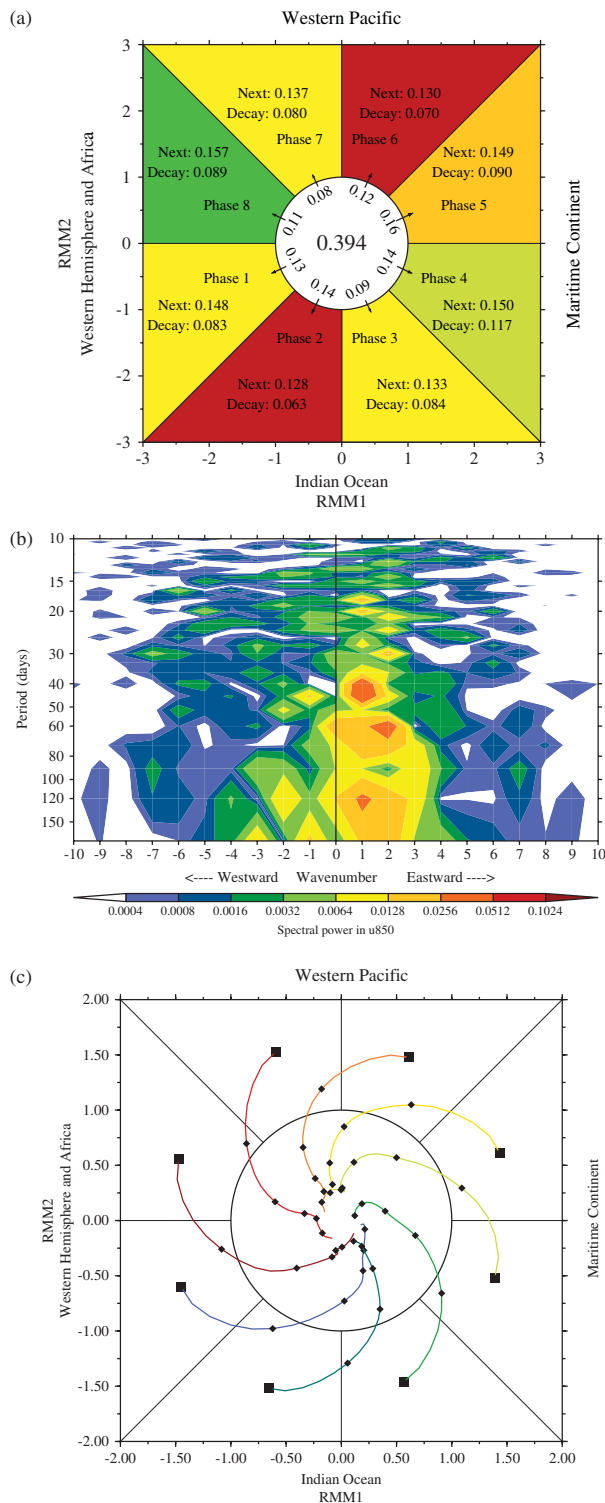 (a)
Western Pacific
3
2
1
0
-1
-2
-3
RMM2
Western Hemisphere and Africa
Next: 0.137
Decay: 0.080
Phase 7
Next: 0.130
Decay: 0.070
Phase 6
Next: 0.157
Decay: 0.089
Phase 8
Next: 0.149
Decay: 0.090
Phase 5
0.08
0.12
0.11
0.16
0.394
0.13
0.14
0.14
0.09
Phase 1
Next: 0.148
Decay: 0.083
Phase 4
Next: 0.150
Decay: 0.117
Phase 2
Next: 0.128
Decay: 0.063
Phase 3
Next: 0.133
Decay: 0.084
Maritime Continent
-3 -2 -1 0 1 2 3
Indian Ocean
RMM1
(b)
10
15
20
30
40
60
80
100
120
150
Period (days)
-10 -9 -8 -7 -6 -5 -4 -3 -2 -1 0 1 2 3 4 5 6 7 8 9 10
<---- Westward Wavenumber Eastward ---->
0.0004 0.0008 0.0016 0.0032 0.0064 0.0128 0.0256 0.0512 0.1024
Spectral power in u850
(c)
Western Pacific
2.00
1.50
1.00
0.50
0.00
-0.50
-1.00
-1.50
-2.00
RMM2
Western Hemisphere and Africa
Maritime Continent
-2.00 -1.50 -1.00 -0.50 0.00 0.50 1.00 1.50 2.00
Indian Ocean
RMM1